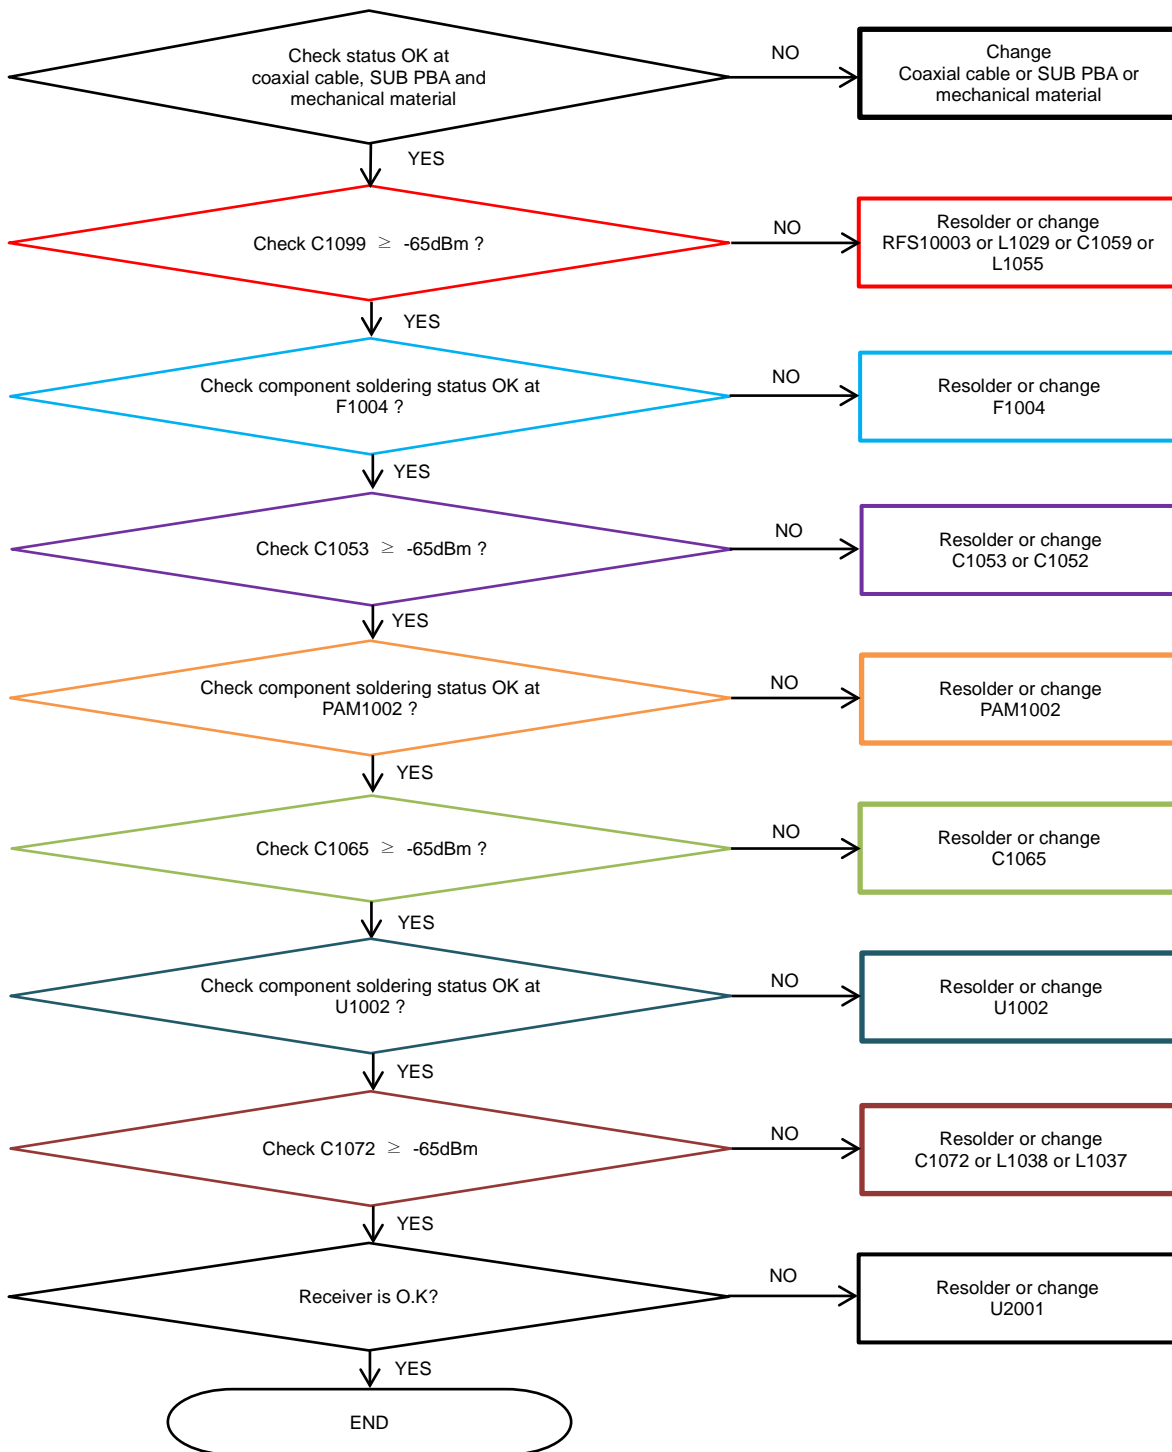 Check status OK at
coaxial cable, SUB PBA and
mechanical material
NO
Change
Coaxial cable or SUB PBA or
mechanical material
YES
Check C1099 ≥ -65dBm ?
NO
Resolder or change
RFS10003 or L1029 or C1059 or
L1055
YES
Check component soldering status OK at
F1004 ?
NO
Resolder or change
F1004
YES
Check C1053 ≥ -65dBm ?
NO
Resolder or change
C1053 or C1052
YES
Check component soldering status OK at
PAM1002 ?
NO
Resolder or change
PAM1002
YES
Check C1065 ≥ -65dBm ?
NO
Resolder or change
C1065
YES
Check component soldering status OK at
U1002 ?
NO
Resolder or change
U1002
YES
Check C1072 ≥ -65dBm
NO
Resolder or change
C1072 or L1038 or L1037
YES
Receiver is O.K?
NO
Resolder or change
U2001
YES
END